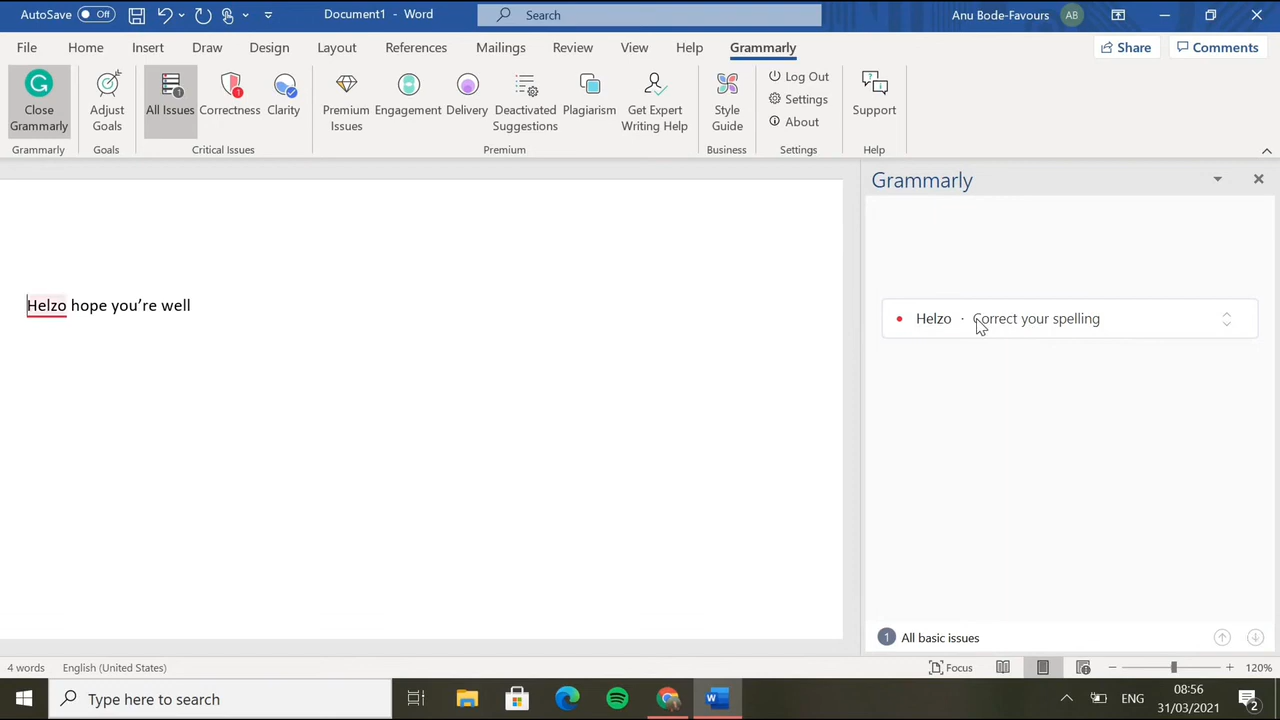 AutoSave Off Document1 - Word Search Anu Bode-Favours AB
File Home Insert Draw Design Layout References Mailings Review View Help Grammarly Share Comments
Close Grammarly
Adjust Goals
All Issues
1
Correctness
1
Clarity
Premium Issues
Engagement
Delivery
Deactivated Suggestions
Plagiarism
Get Expert Writing Help
Style Guide
Log Out
Settings
About
Support
Grammarly Goals Critical Issues Premium Business Settings Help
Grammarly
Helzo hope you're well
Helzo · Correct your spelling
1 All basic issues
4 words English (United States) Focus 120%
Type here to search ENG 08:56
31/03/2021
2